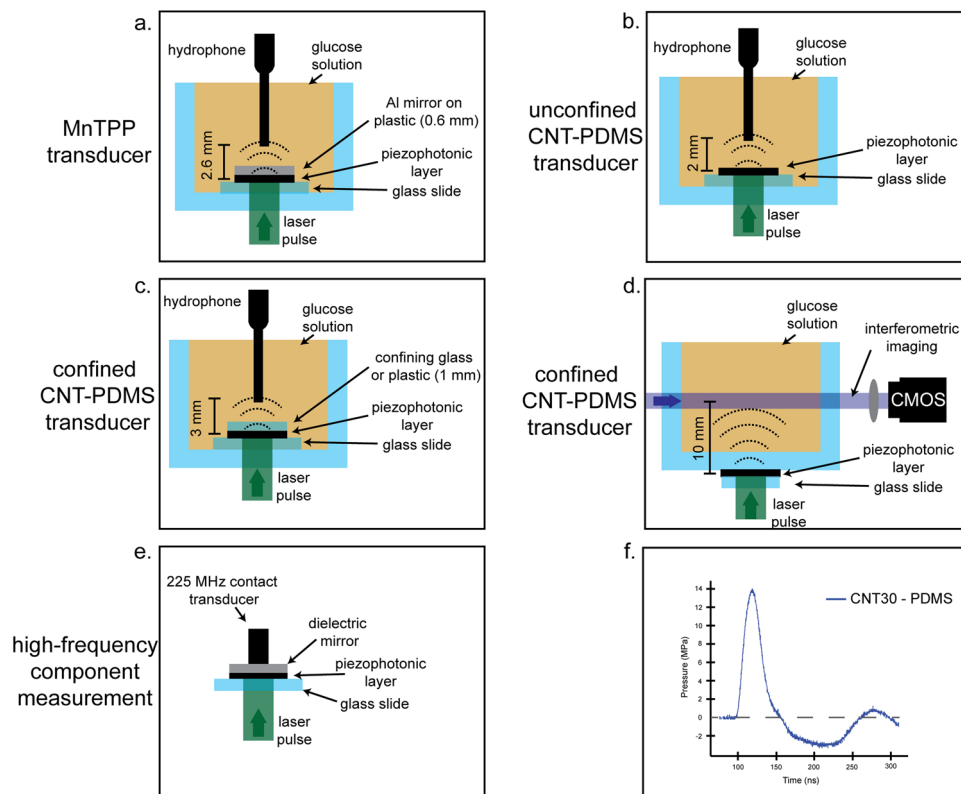 a.
MnTPP
transducer
hydrophone
glucose
solution
Al mirror on
plastic (0.6 mm)
piezophotonic
layer
glass slide
2.6 mm
laser
pulse
b.
unconfined
CNT-PDMS
transducer
hydrophone
glucose
solution
piezophotonic
layer
glass slide
2 mm
laser
pulse
c.
confined
CNT-PDMS
transducer
hydrophone
glucose
solution
confining glass
or plastic (1 mm)
piezophotonic
layer
glass slide
3 mm
laser
pulse
d.
confined
CNT-PDMS
transducer
glucose
solution
interferometric
imaging
CMOS
10 mm
piezophotonic
layer
glass slide
laser
pulse
e.
high-frequency
component
measurement
225 MHz contact
transducer
dielectric
mirror
piezophotonic
layer
glass slide
laser
pulse
f.
CNT30 - PDMS
Pressure (MPa)
14
12
10
8
6
4
2
0
-2
100 150 200 250 300
Time (ns)